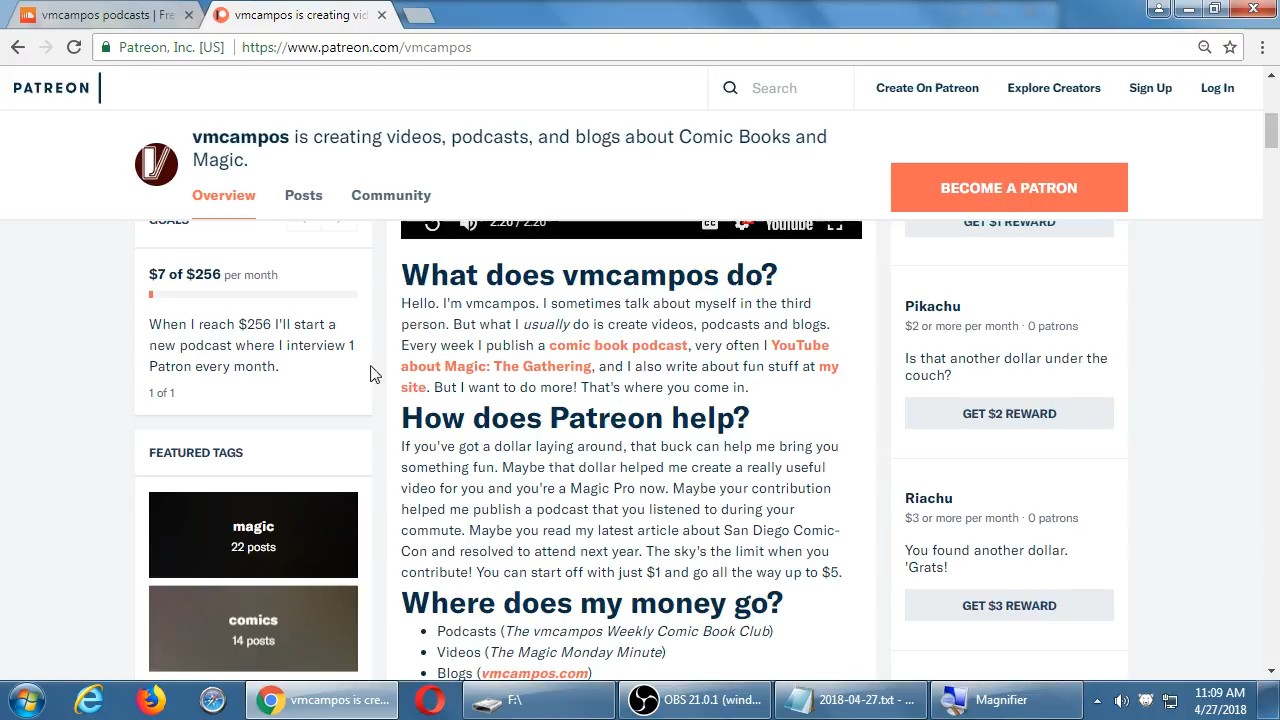 vmcampos podcasts | Fre
vmcampos is creating vid
Patreon, Inc. [US]
https://www.patreon.com/vmcampos
PATREON
Search
Create On Patreon
Explore Creators
Sign Up
Log In
vmcampos is creating videos, podcasts, and blogs about Comic Books and
Magic.
Overview
Posts
Community
BECOME A PATRON
GOALS
$7 of $256 per month
When I reach $256 I'll start a
new podcast where I interview 1
Patron every month.
1 of 1
FEATURED TAGS
magic
22 posts
comics
14 posts
2:20 / 2:20
CC
YouTube
What does vmcampos do?
Hello. I'm vmcampos. I sometimes talk about myself in the third
person. But what I usually do is create videos, podcasts and blogs.
Every week I publish a comic book podcast, very often I YouTube
about Magic: The Gathering, and I also write about fun stuff at my
site. But I want to do more! That's where you come in.
How does Patreon help?
If you've got a dollar laying around, that buck can help me bring you
something fun. Maybe that dollar helped me create a really useful
video for you and you're a Magic Pro now. Maybe your contribution
helped me publish a podcast that you listened to during your
commute. Maybe you read my latest article about San Diego Comic-
Con and resolved to attend next year. The sky's the limit when you
contribute! You can start off with just $1 and go all the way up to $5.
Where does my money go?
• Podcasts (The vmcampos Weekly Comic Book Club)
• Videos (The Magic Monday Minute)
• Blogs (vmcampos.com)
GET $1 REWARD
Pikachu
$2 or more per month · 0 patrons
Is that another dollar under the
couch?
GET $2 REWARD
Riachu
$3 or more per month · 0 patrons
You found another dollar.
'Grats!
GET $3 REWARD
vmcampos is cre...
F:\
OBS 21.0.1 (wind...
2018-04-27.txt - ...
Magnifier
11:09 AM
4/27/2018